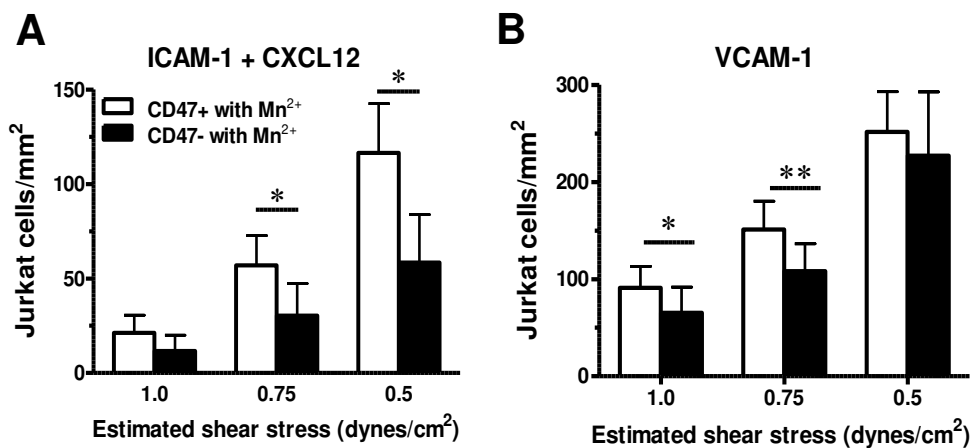 A
ICAM-1 + CXCL12
Jurkat cells/mm²
150
100
50
0
CD47+ with Mn²⁺
CD47- with Mn²⁺
*
*
1.0
0.75
0.5
Estimated shear stress (dynes/cm²)
B
VCAM-1
Jurkat cells/mm²
300
200
100
0
*
**
1.0
0.75
0.5
Estimated shear stress (dynes/cm²)